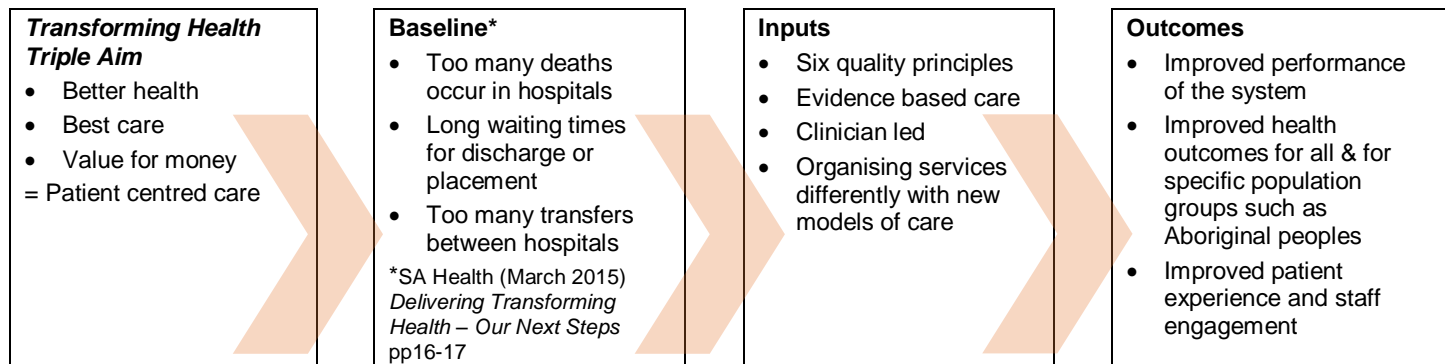 Transforming Health
Triple Aim
• Better health
• Best care
• Value for money
= Patient centred care
Baseline*
• Too many deaths
occur in hospitals
• Long waiting times
for discharge or
placement
• Too many transfers
between hospitals
*SA Health (March 2015)
Delivering Transforming
Health – Our Next Steps
pp16-17
Inputs
• Six quality principles
• Evidence based care
• Clinician led
• Organising services
differently with new
models of care
Outcomes
• Improved performance
of the system
• Improved health
outcomes for all & for
specific population
groups such as
Aboriginal peoples
• Improved patient
experience and staff
engagement